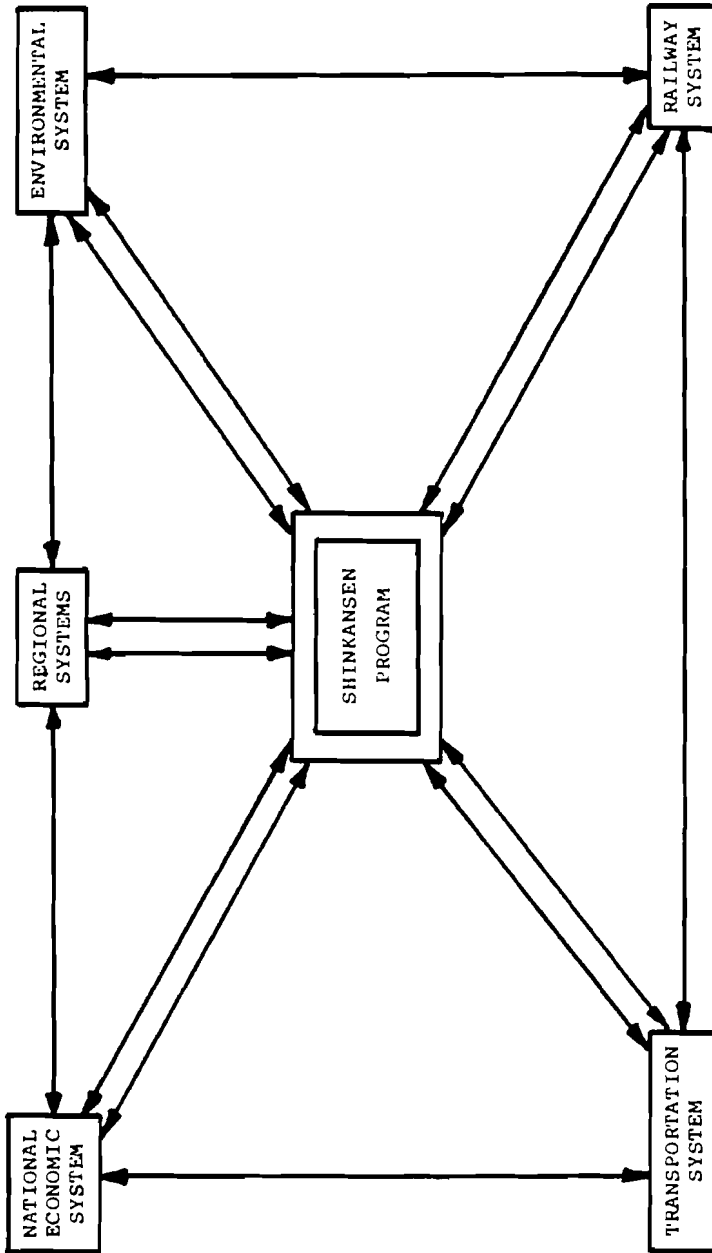 NATIONAL
ECONOMIC
SYSTEM
REGIONAL
SYSTEMS
ENVIRONMENTAL
SYSTEM
SHINKANSEN
PROGRAM
TRANSPORTATION
SYSTEM
RAILWAY
SYSTEM